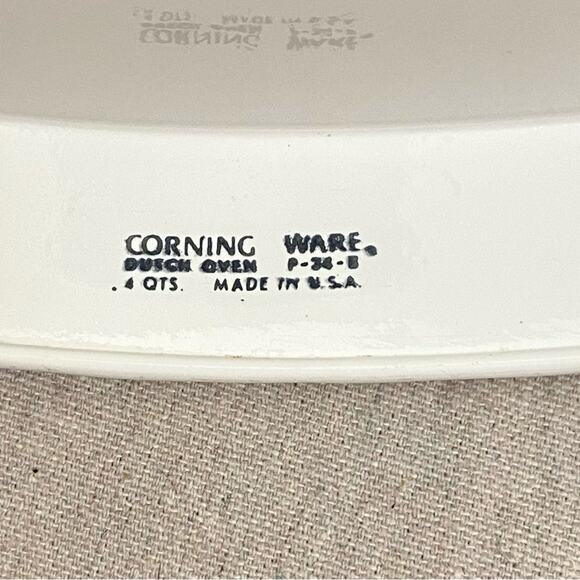 CORNING WARE.
DUTCH OVEN P-34-B
.4 QTS. MADE IN U.S.A.